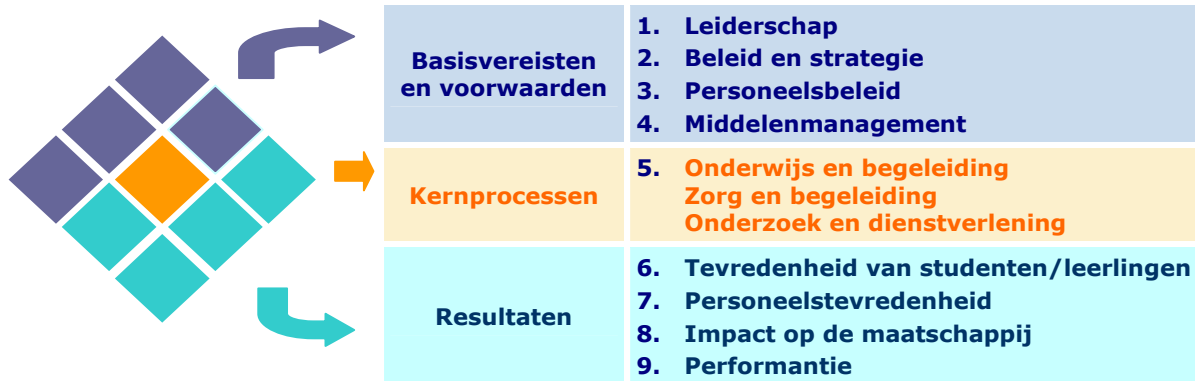 Basisvereisten
en voorwaarden
1. Leiderschap
2. Beleid en strategie
3. Personeelsbeleid
4. Middelenmanagement
Kernprocessen
5. Onderwijs en begeleiding
Zorg en begeleiding
Onderzoek en dienstverlening
Resultaten
6. Tevredenheid van studenten/leerlingen
7. Personeelstevredenheid
8. Impact op de maatschappij
9. Performantie